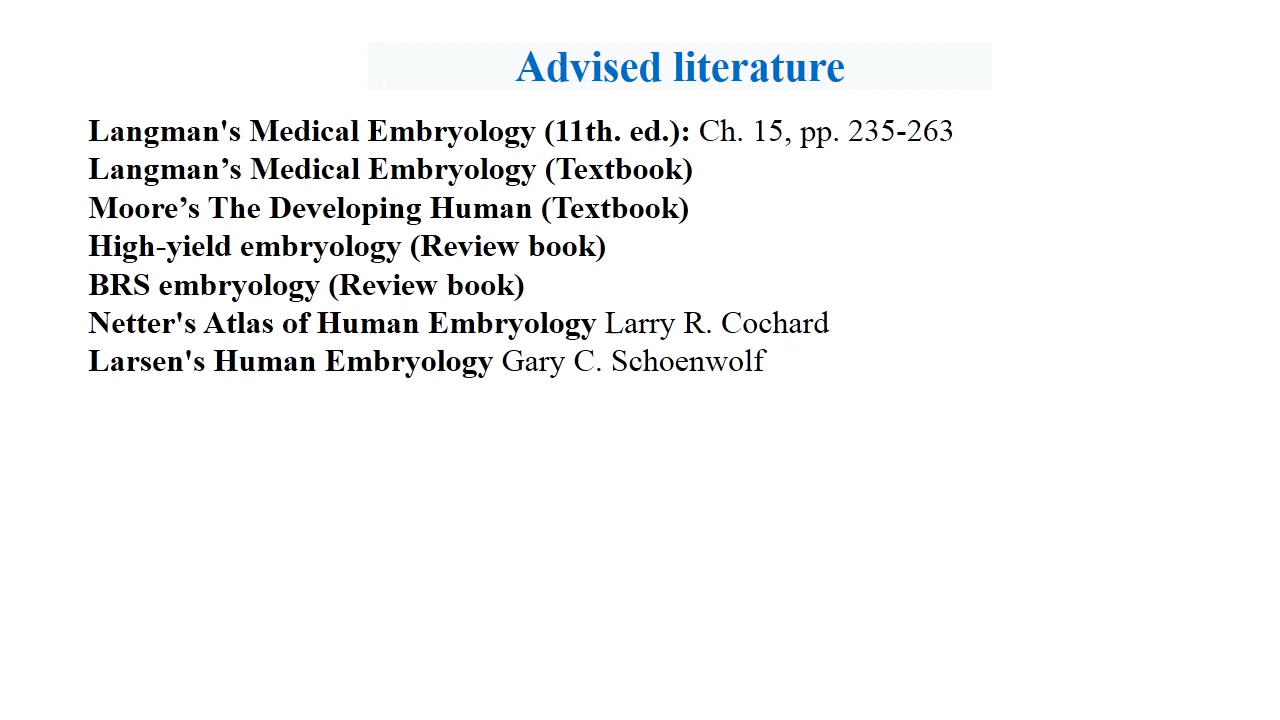 Advised literature
Langman's Medical Embryology (11th. ed.): Ch. 15, pp. 235-263
Langman’s Medical Embryology (Textbook)
Moore’s The Developing Human (Textbook)
High-yield embryology (Review book)
BRS embryology (Review book)
Netter's Atlas of Human Embryology Larry R. Cochard
Larsen's Human Embryology Gary C. Schoenwolf